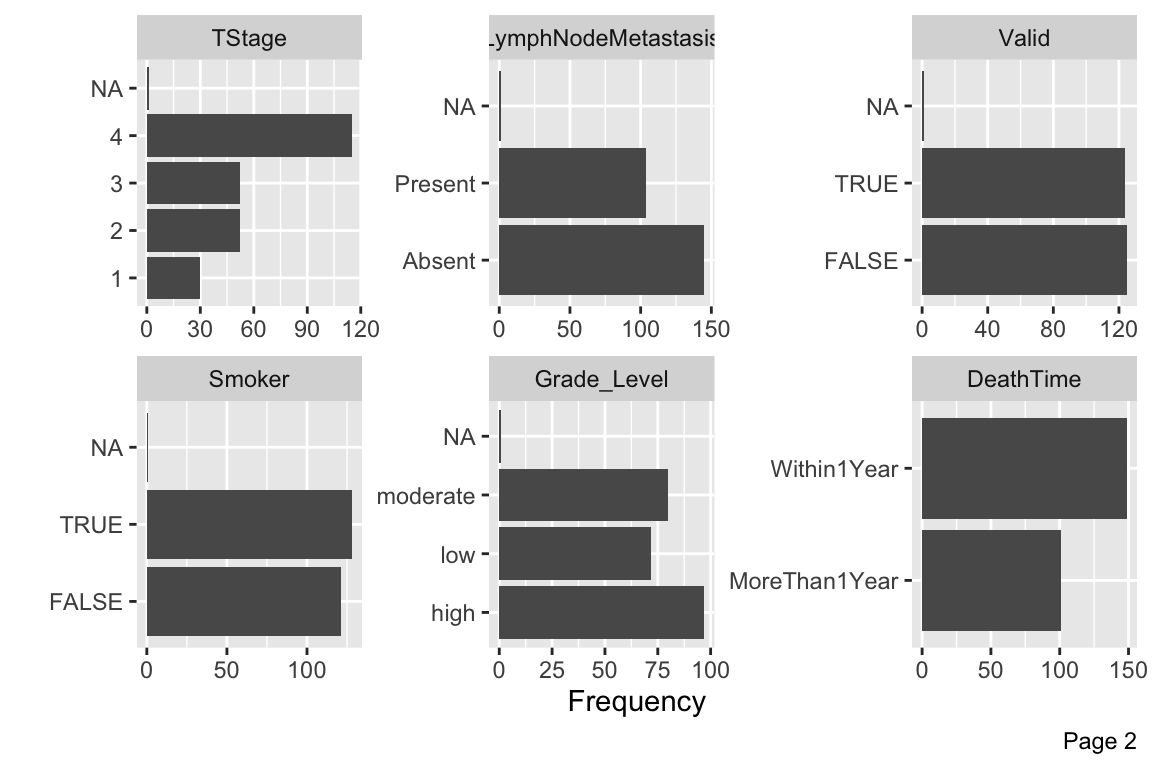 TStage
NA
4
3
2
1
0 30 60 90 120
LymphNodeMetastasis
NA
Present
Absent
0 50 100 150
Valid
NA
TRUE
FALSE
0 40 80 120
Smoker
NA
TRUE
FALSE
0 50 100
Grade_Level
NA
moderate
low
high
0 25 50 75 100
DeathTime
Within1Year
MoreThan1Year
0 50 100 150
Frequency
Page 2